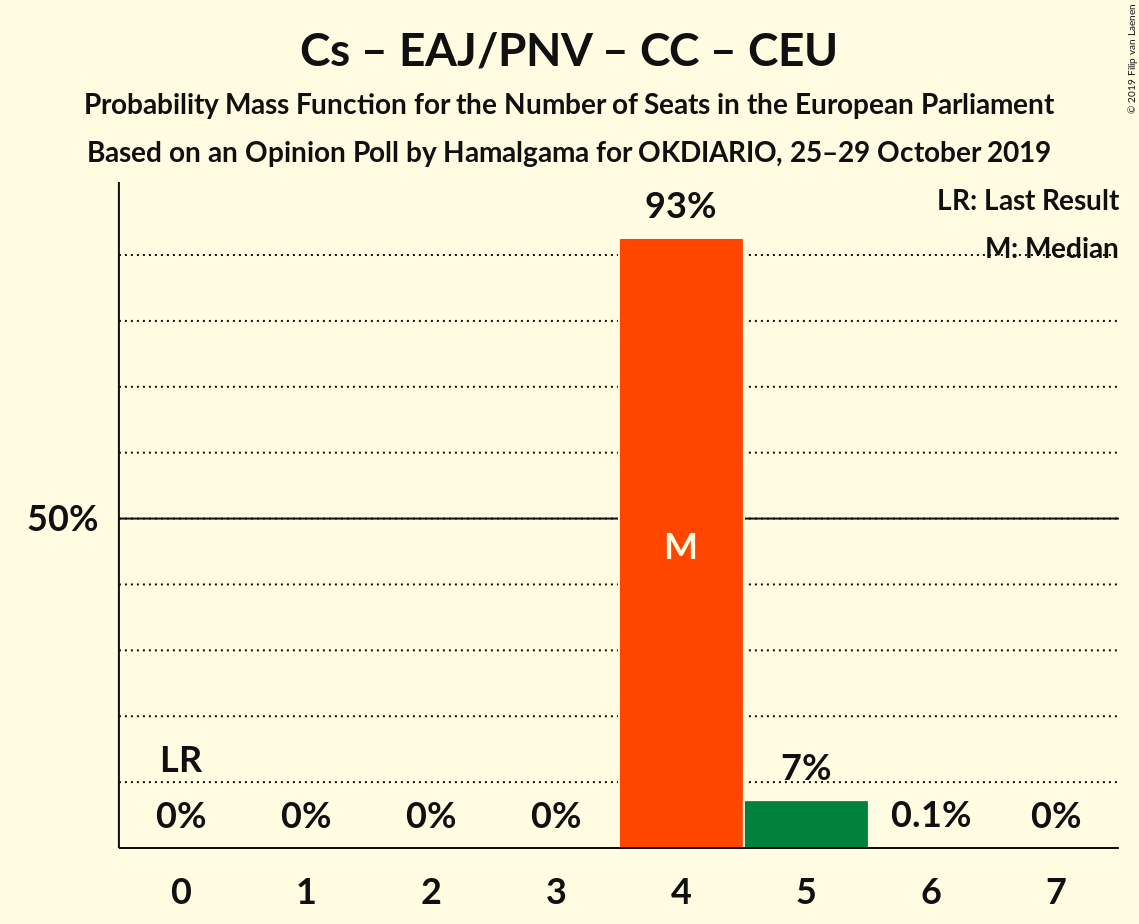 Cs – EAJ/PNV – CC – CEU
Probability Mass Function for the Number of Seats in the European Parliament
Based on an Opinion Poll by Hamalgama for OKDIARIO, 25–29 October 2019
© 2019 Filip van Laenen
LR: Last Result
M: Median
93%
50%
M
LR
7%
0% 0% 0% 0% 0.1% 0%
0 1 2 3 4 5 6 7